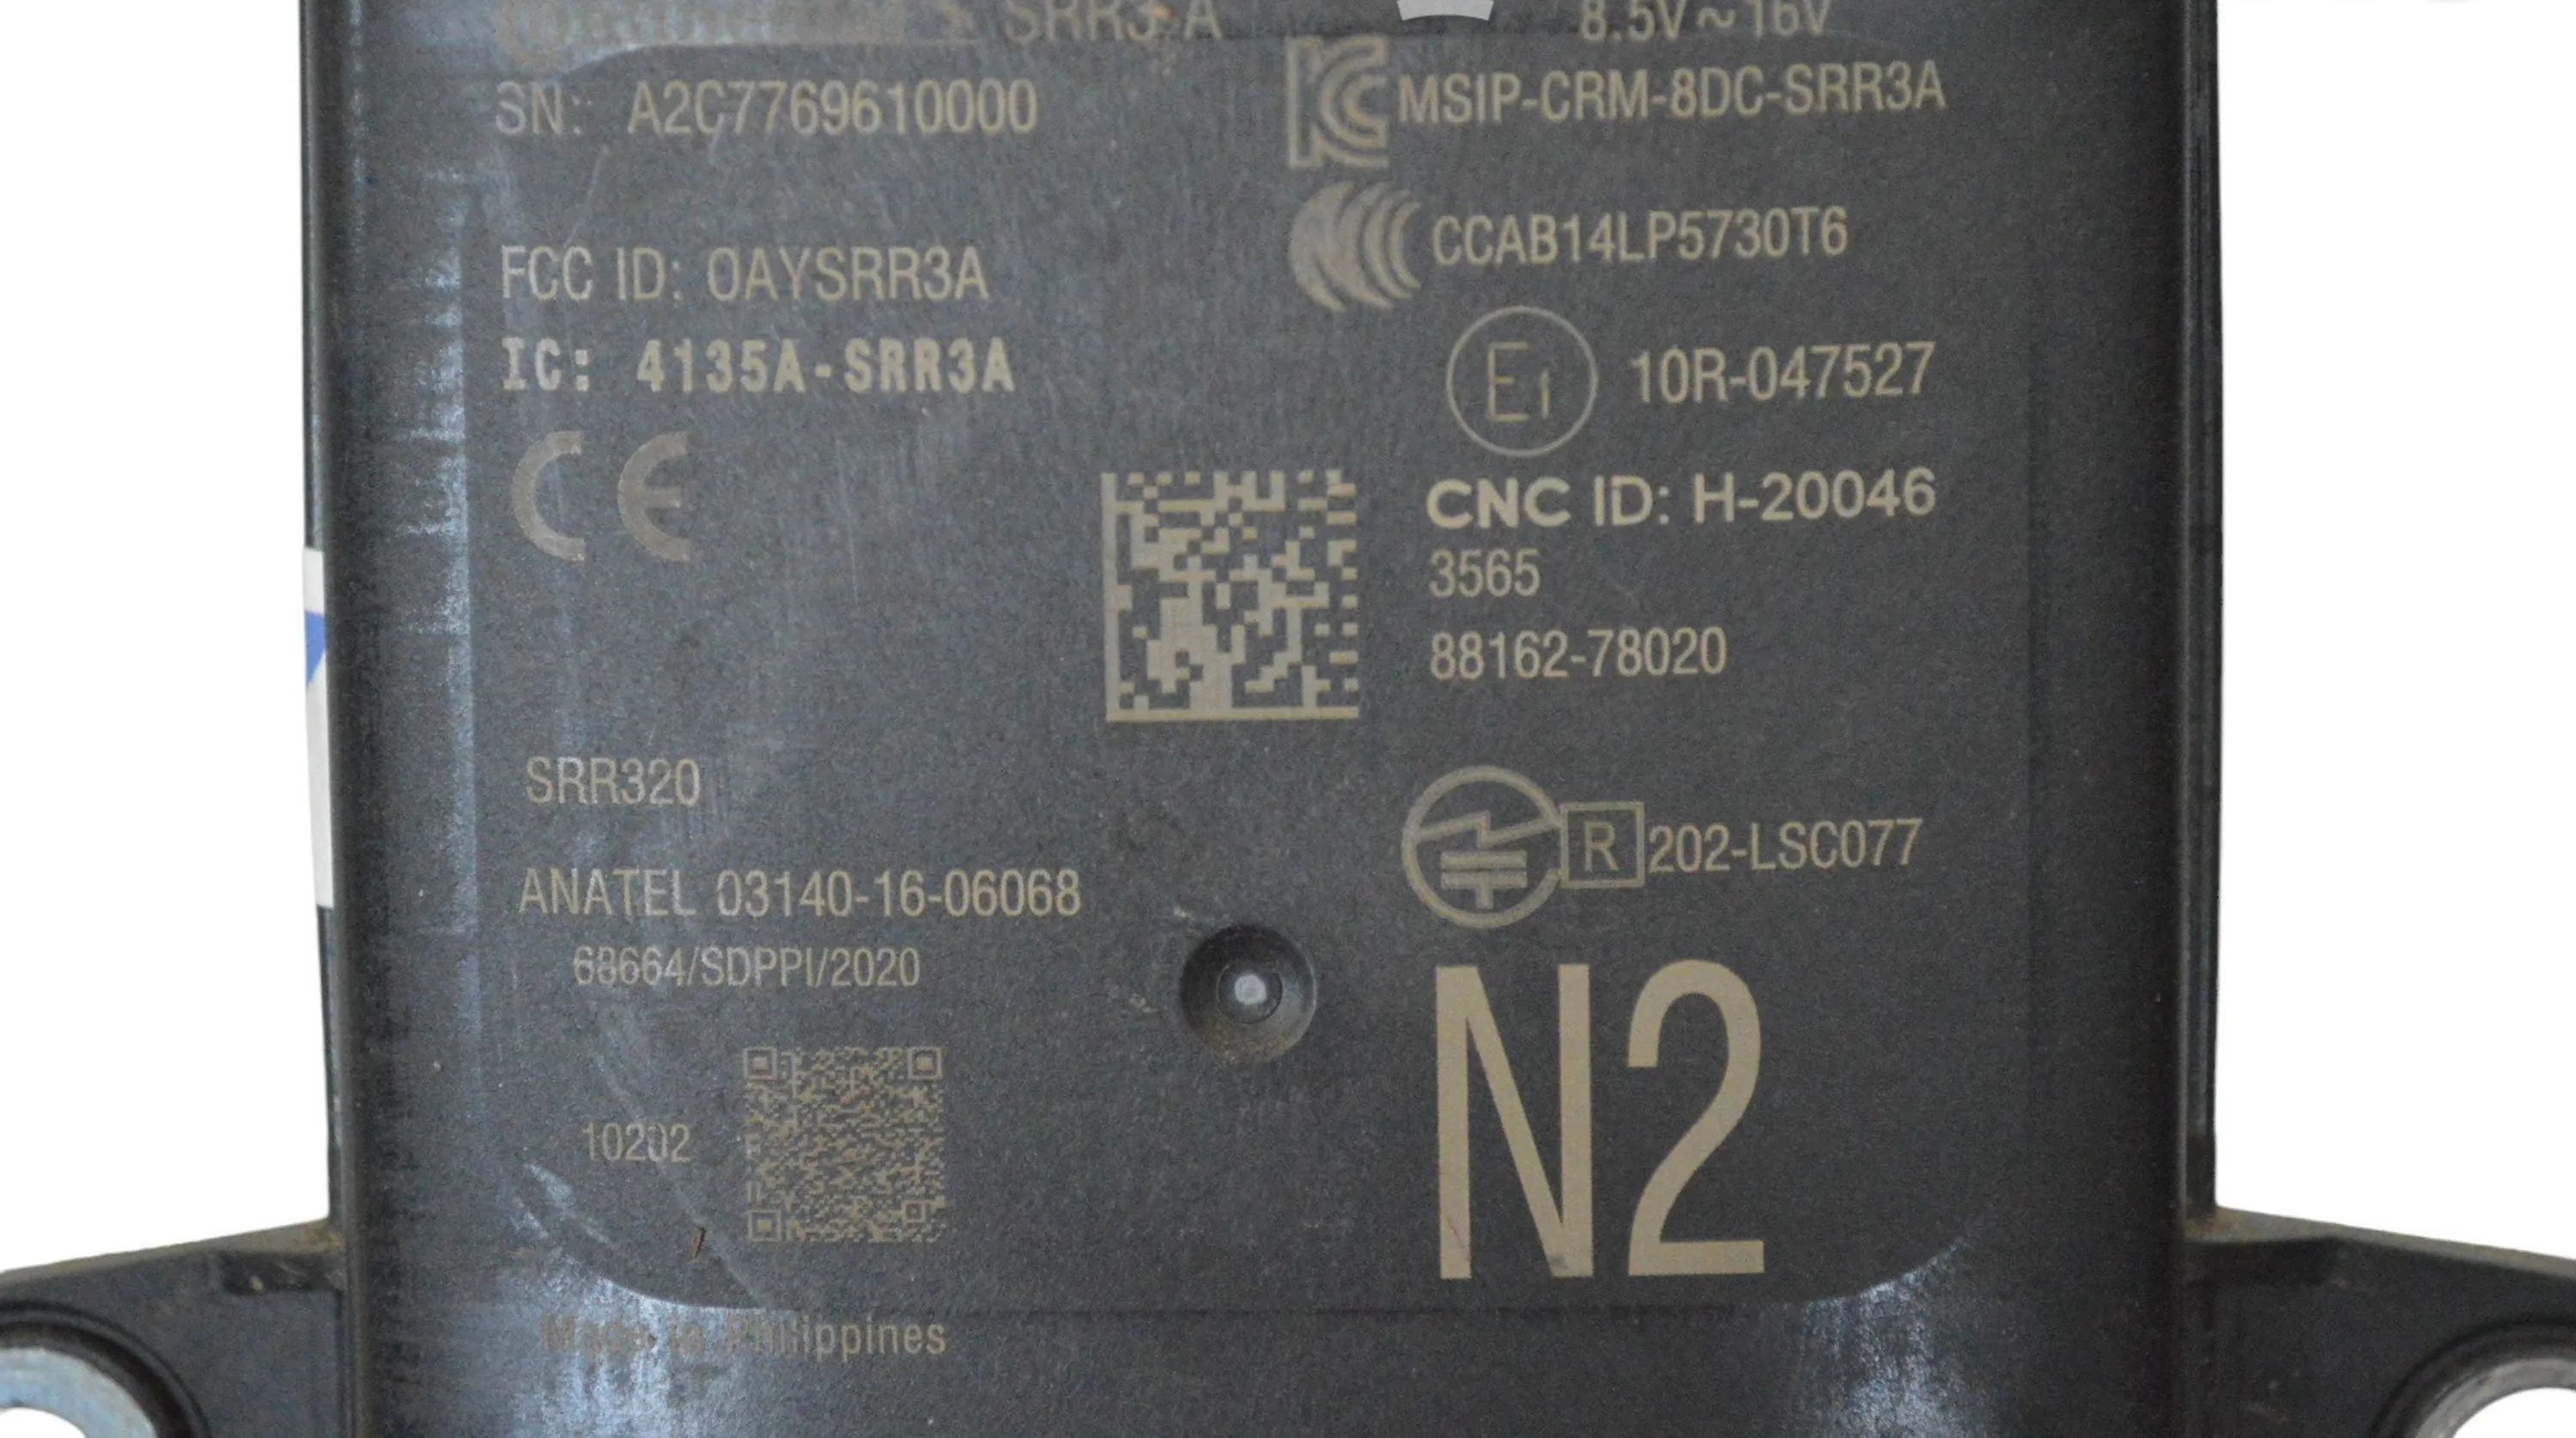 Continental SRR3-A
8.5V~16V
SN: A2C7769610000
MSIP-CRM-8DC-SRR3A
CCAB14LP5730T6
FCC ID: OAYSRR3A
IC: 4135A-SRR3A
E1 10R-047527
CE
CNC ID: H-20046
3565
88162-78020
SRR320
R 202-LSC077
ANATEL 03140-16-06068
68664/SDPPI/2020
N2
10202
Made in Philippines